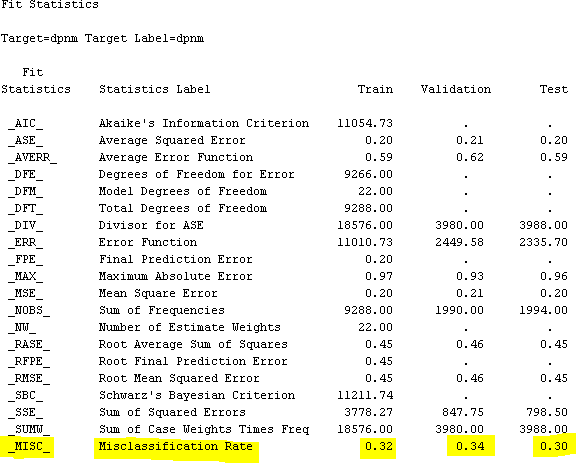 Fit Statistics
Target=dpnm Target Label=dpnm
Fit
Statistics Statistics Label Train Validation Test
_AIC_ Akaike's Information Criterion 11054.73 . .
_ASE_ Average Squared Error 0.20 0.21 0.20
_AVERR_ Average Error Function 0.59 0.62 0.59
_DFE_ Degrees of Freedom for Error 9266.00 . .
_DFM_ Model Degrees of Freedom 22.00 . .
_DFT_ Total Degrees of Freedom 9288.00 . .
_DIV_ Divisor for ASE 18576.00 3980.00 3988.00
_ERR_ Error Function 11010.73 2449.58 2335.70
_FPE_ Final Prediction Error 0.20 . .
_MAX_ Maximum Absolute Error 0.97 0.93 0.96
_MSE_ Mean Square Error 0.20 0.21 0.20
_NOBS_ Sum of Frequencies 9288.00 1990.00 1994.00
_NW_ Number of Estimate Weights 22.00 . .
_RASE_ Root Average Sum of Squares 0.45 0.46 0.45
_RFPE_ Root Final Prediction Error 0.45 . .
_RMSE_ Root Mean Squared Error 0.45 0.46 0.45
_SBC_ Schwarz's Bayesian Criterion 11211.74 . .
_SSE_ Sum of Squared Errors 3778.27 847.75 798.50
_SUMW_ Sum of Case Weights Times Freq 18576.00 3980.00 3988.00
_MISC_ Misclassification Rate 0.32 0.34 0.30